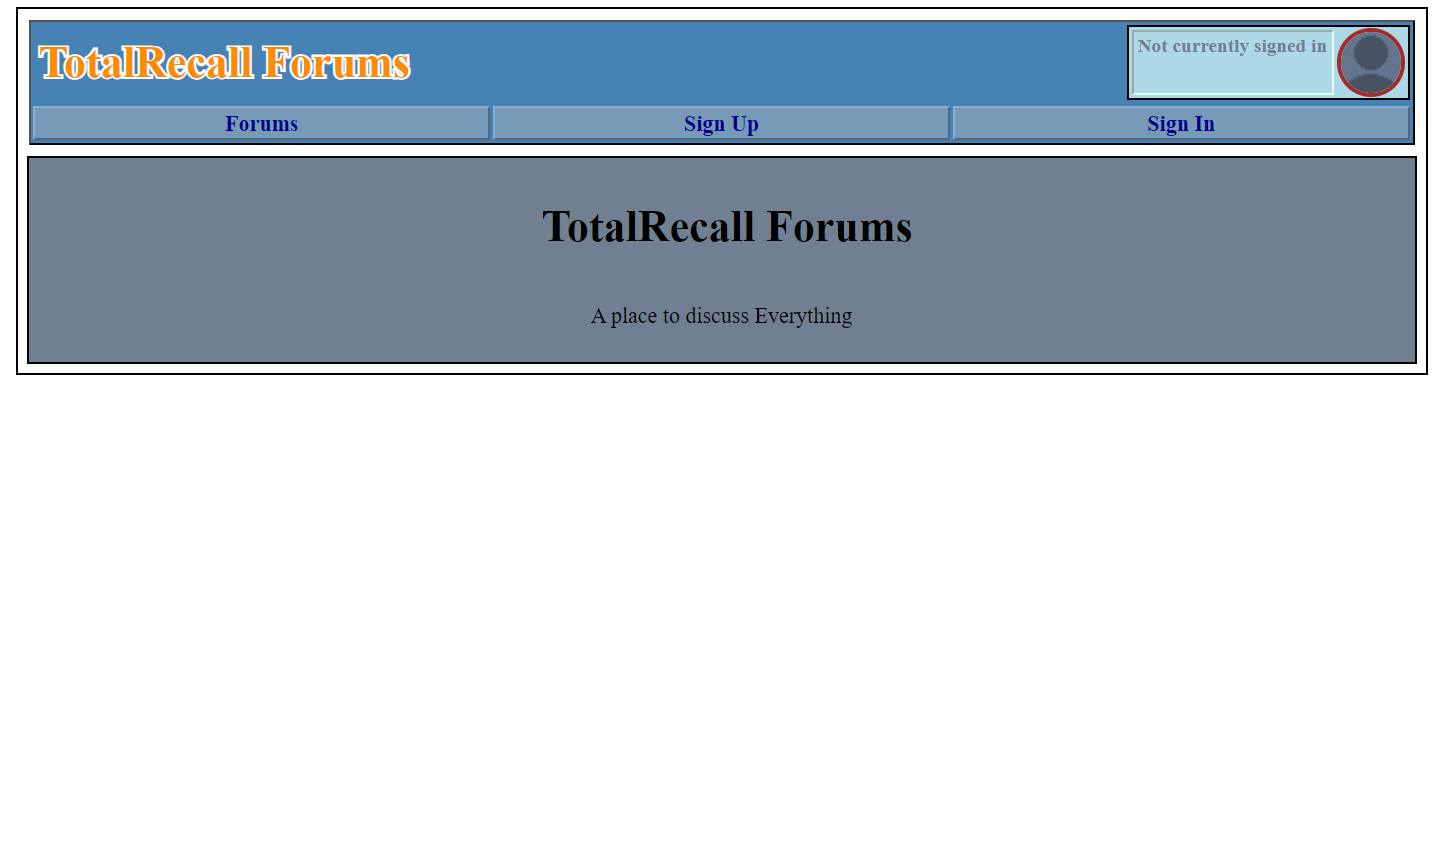 TotalRecall Forums
Not currently signed in
Forums
Sign Up
Sign In
TotalRecall Forums
A place to discuss Everything